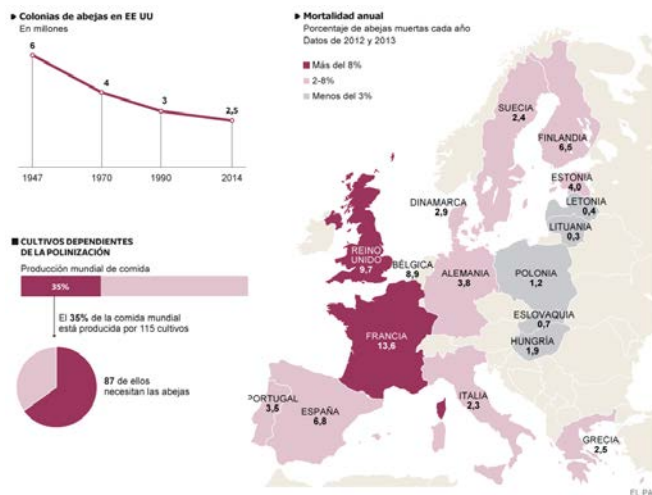 Colonias de abejas en EE UU
En millones
6
4
3
2,5
1947
1970
1990
2014
CULTIVOS DEPENDIENTES
DE LA POLINIZACIÓN
Producción mundial de comida
35%
El 35% de la comida mundial
está producida por 115 cultivos
87 de ellos
necesitan las abejas
Mortalidad anual
Porcentaje de abejas muertas cada año
Datos de 2012 y 2013
Más del 8%
2-8%
Menos del 3%
SUECIA
2,4
FINLANDIA
6,5
ESTONIA
4,0
LETONIA
0,4
LITUANIA
0,3
DINAMARCA
2,9
REINO
UNIDO
9,7
BÉLGICA
8,9
ALEMANIA
3,8
POLONIA
1,2
ESLOVAQUIA
0,7
HUNGRÍA
1,9
FRANCIA
13,6
PORTUGAL
3,5
ESPAÑA
6,8
ITALIA
2,3
GRECIA
2,5
EL PA